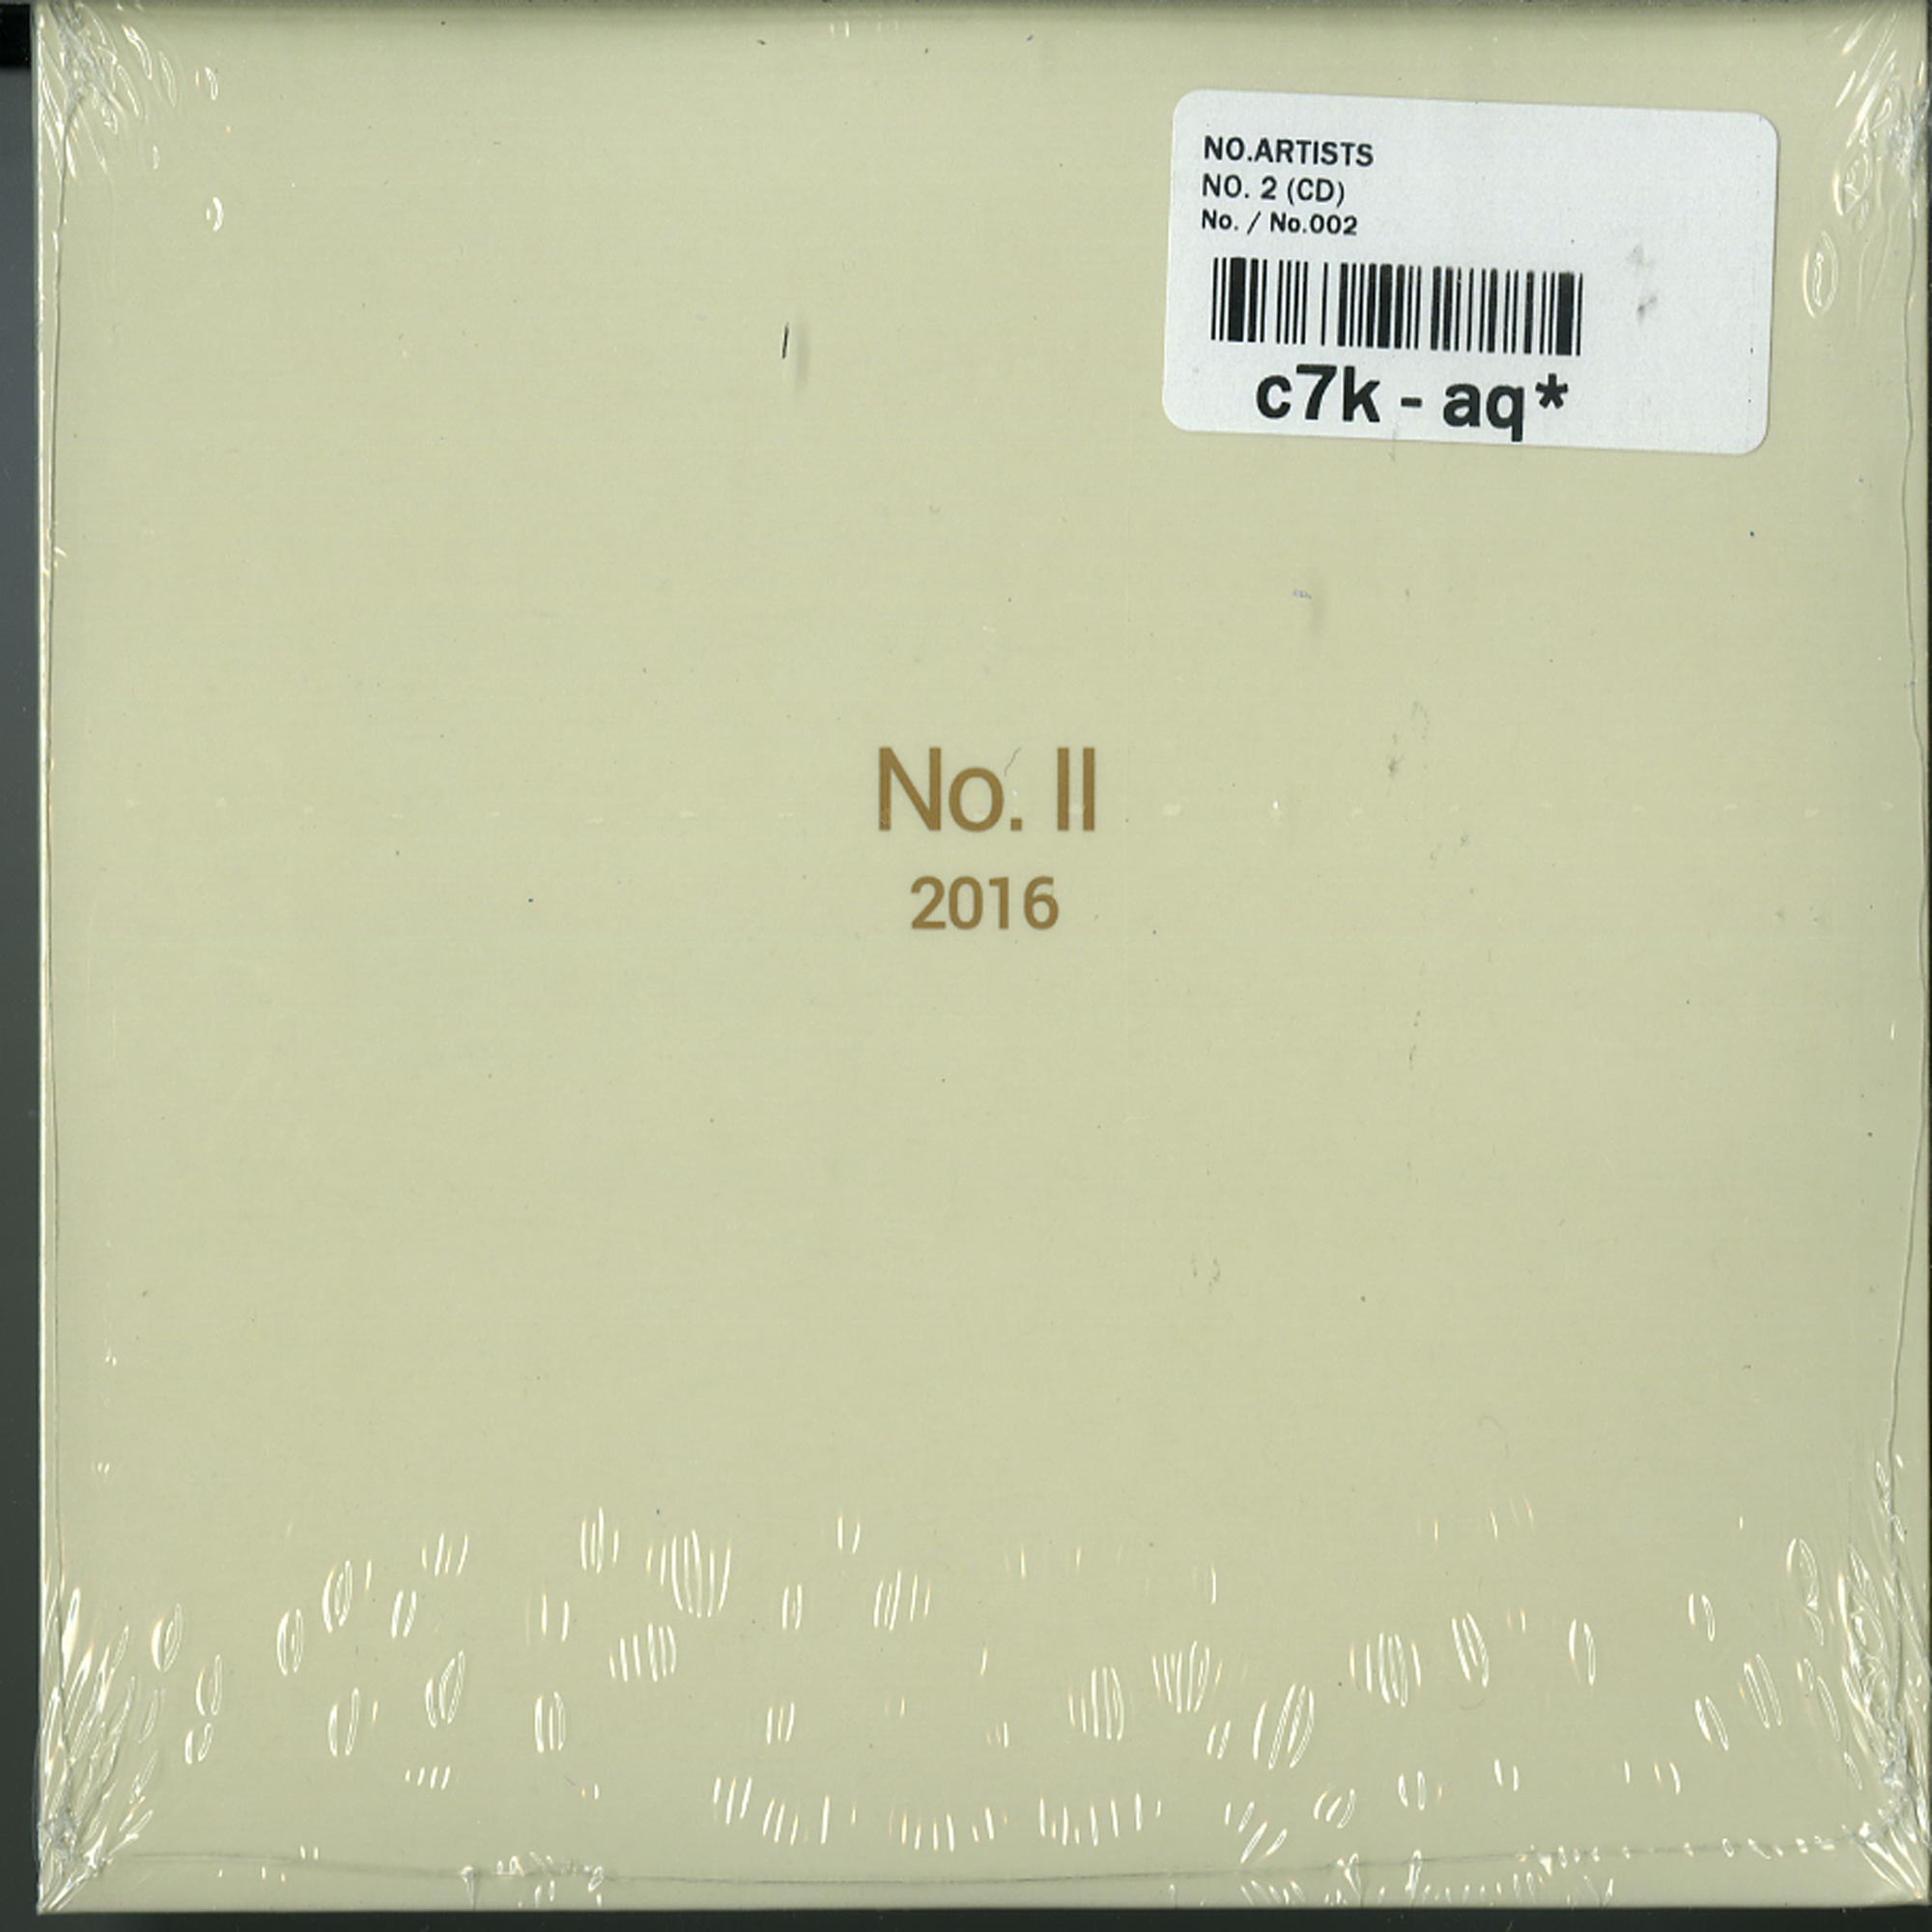 NO.ARTISTS
NO. 2 (CD)
No. / No.002
c7k - aq*
No. II
2016